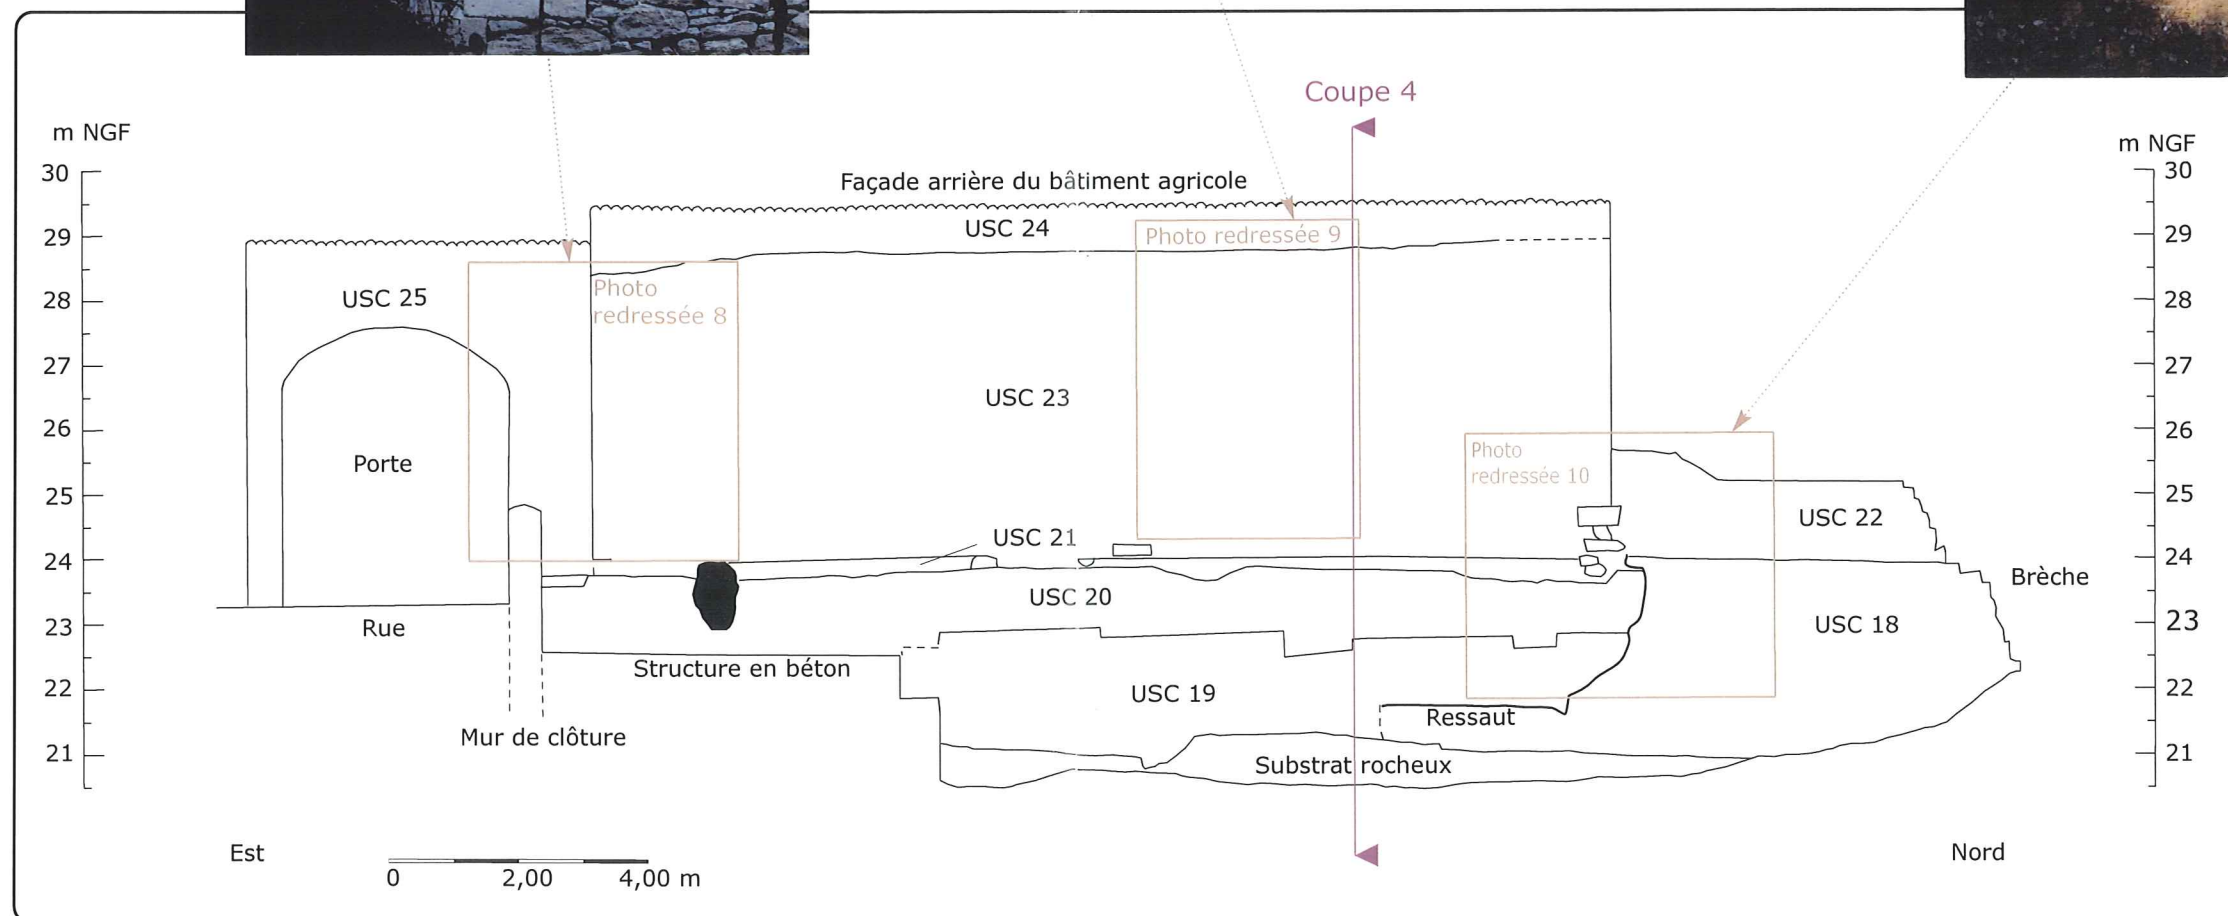 Coupe 4
m NGF
m NGF
30
29
28
27
26
25
24
23
22
21
30
29
28
27
26
25
24
23
22
21
Façade arrière du bâtiment agricole
USC 24
Photo redressée 9
USC 25
Photo
redressée 8
USC 23
Porte
Photo
redressée 10
USC 22
USC 21
Brèche
USC 20
USC 18
Rue
Structure en béton
USC 19
Ressaut
Mur de clôture
Substrat rocheux
Est
Nord
0 2,00 4,00 m